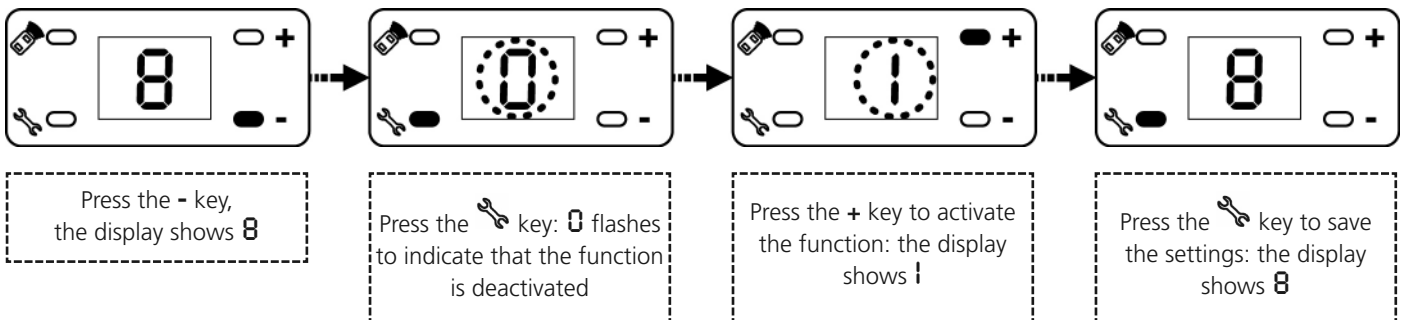 8
+
-
0
+
-
1
+
-
8
+
-
Press the - key,
the display shows 8
Press the key: 0 flashes
to indicate that the function
is deactivated
Press the + key to activate
the function: the display
shows 1
Press the key to save
the settings: the display
shows 8